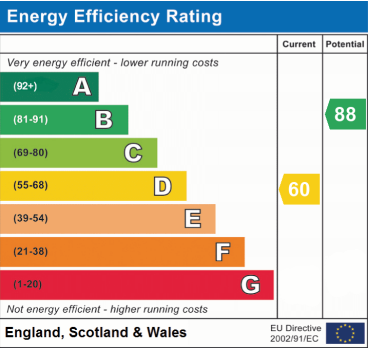 Energy Efficiency Rating
Current Potential
Very energy efficient - lower running costs
(92+) A
(81-91) B
88
(69-80) C
(55-68) D
60
(39-54) E
(21-38) F
(1-20) G
Not energy efficient - higher running costs
England, Scotland & Wales
EU Directive
2002/91/EC